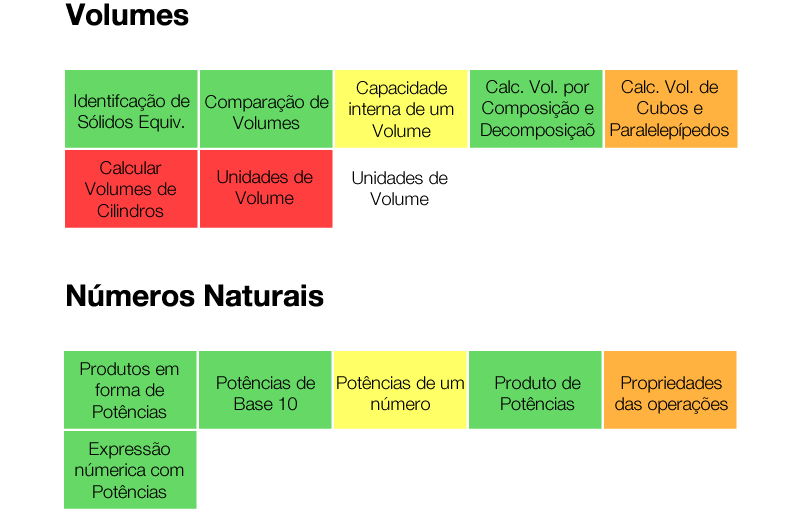 Volumes
Identifcação de
Sólidos Equiv.
Comparação de
Volumes
Capacidade
interna de um
Volume
Calc. Vol. por
Composição e
Decomposiçaõ
Calc. Vol. de
Cubos e
Paralelepípedos
Calcular
Volumes de
Cilindros
Unidades de
Volume
Unidades de
Volume
Números Naturais
Produtos em
forma de
Potências
Potências de
Base 10
Potências de um
número
Produto de
Potências
Propriedades
das operações
Expressão
númerica com
Potências